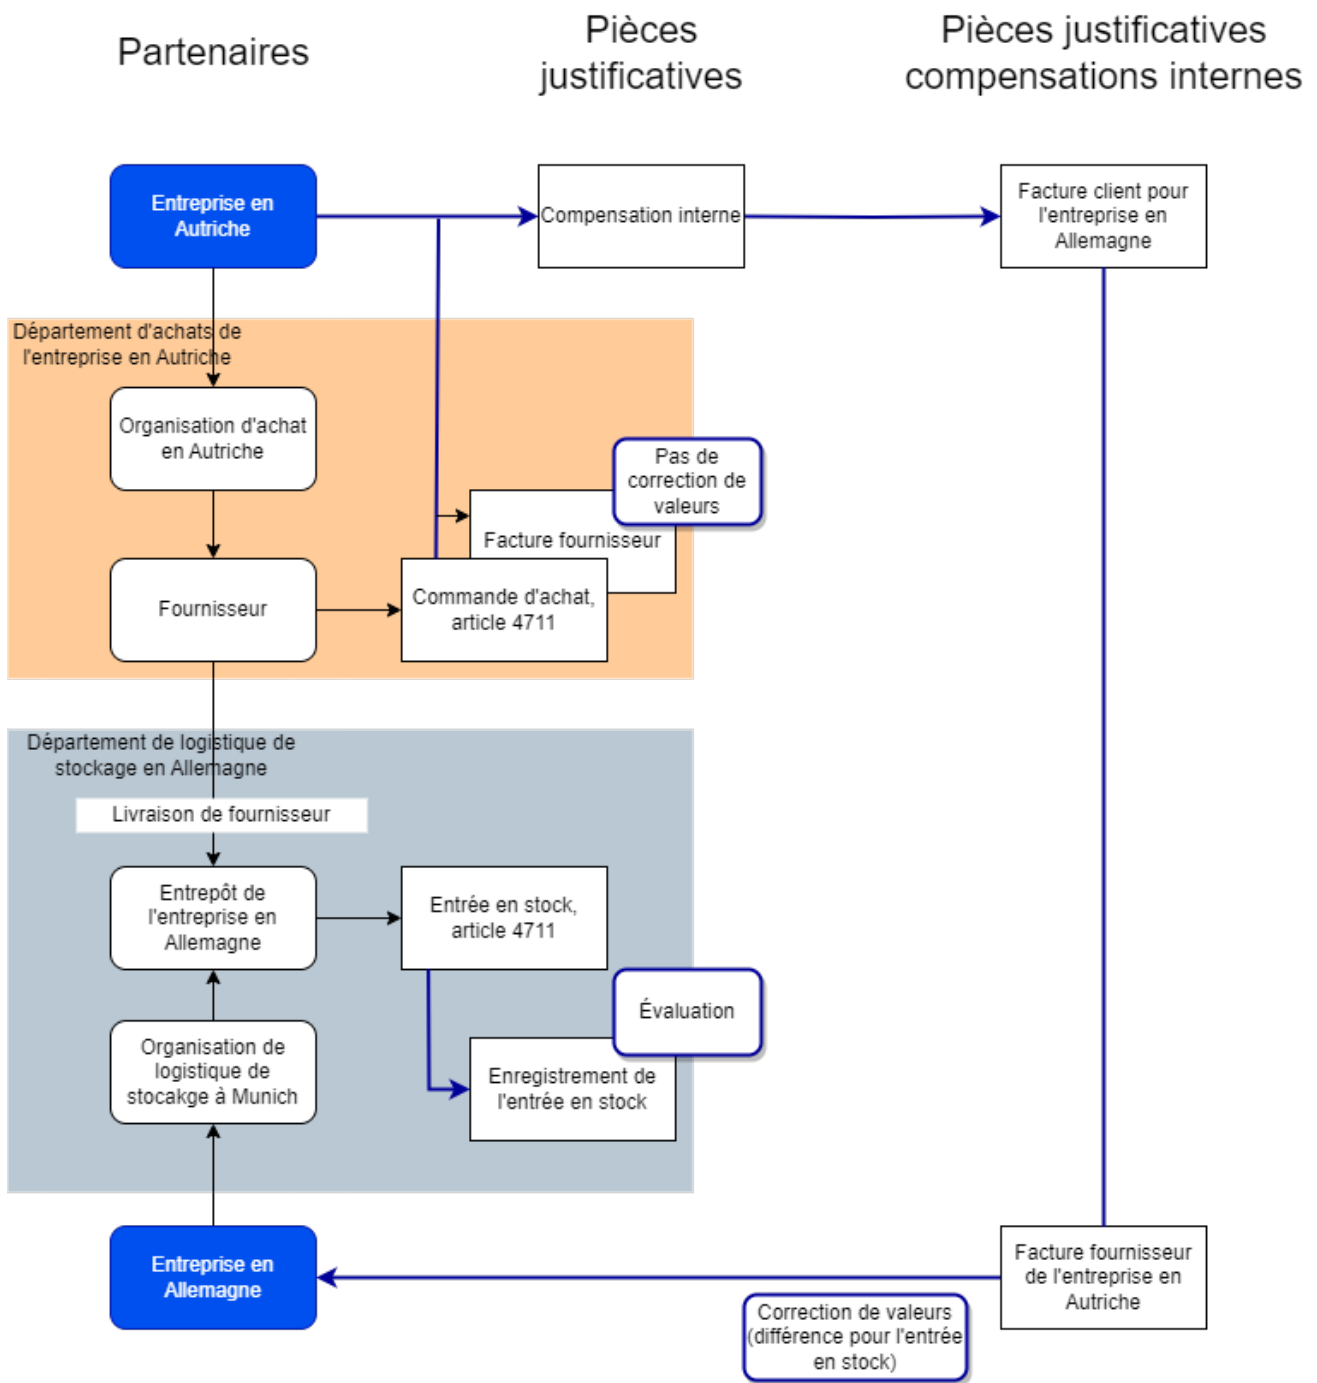 Partenaires
Pièces
justificatives
Pièces justificatives
compensations internes
Entreprise en
Autriche
Compensation interne
Facture client pour
l'entreprise en
Allemagne
Département d'achats de
l'entreprise en Autriche
Organisation d'achat
en Autriche
Pas de
correction de
valeurs
Facture fournisseur
Fournisseur
Commande d'achat,
article 4711
Département de logistique de
stockage en Allemagne
Livraison de fournisseur
Entrepôt de
l'entreprise en
Allemagne
Entrée en stock,
article 4711
Évaluation
Organisation de
logistique de
stocakge à Munich
Enregistrement de
l'entrée en stock
Entreprise en
Allemagne
Facture fournisseur
de l'entreprise en
Autriche
Correction de valeurs
(différence pour l'entrée
en stock)